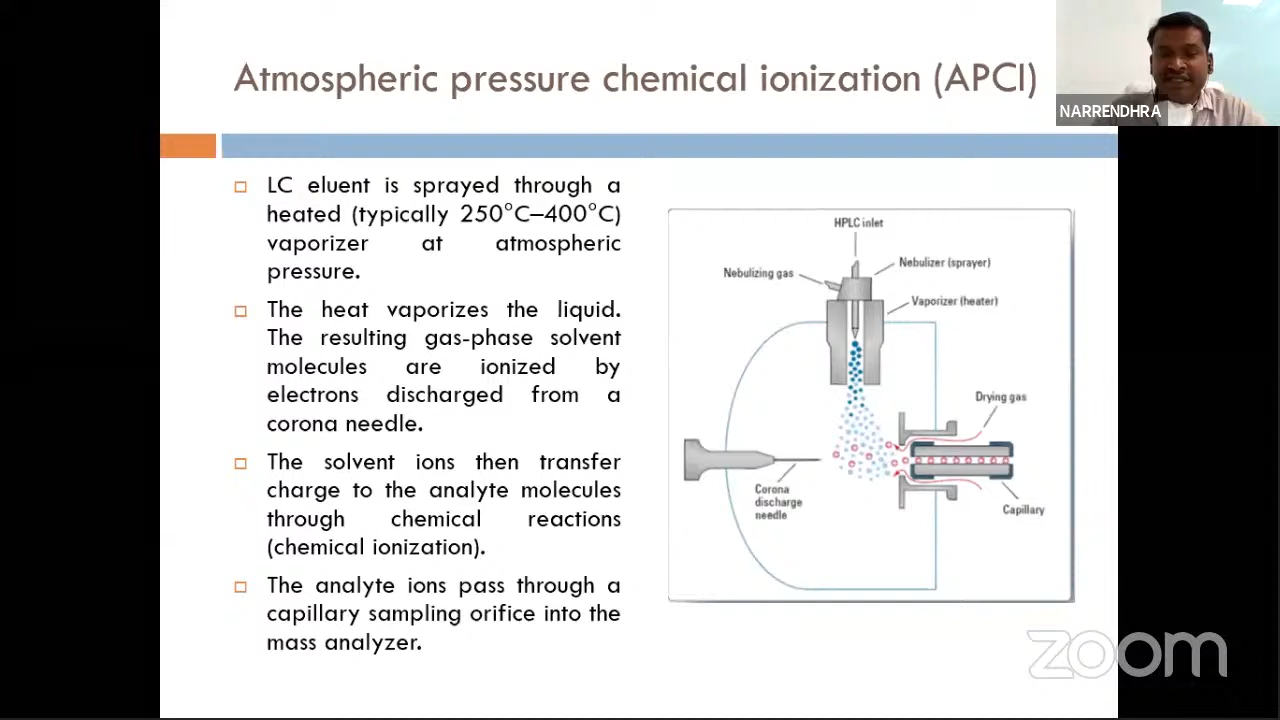 Atmospheric pressure chemical ionization (APCI)
NARRENDHRA
LC eluent is sprayed through a
heated (typically 250°C–400°C)
vaporizer at atmospheric
pressure.
The heat vaporizes the liquid.
The resulting gas-phase solvent
molecules are ionized by
electrons discharged from a
corona needle.
The solvent ions then transfer
charge to the analyte molecules
through chemical reactions
(chemical ionization).
The analyte ions pass through a
capillary sampling orifice into the
mass analyzer.
HPLC inlet
Nebulizing gas
Nebulizer (sprayer)
Vaporizer (heater)
Drying gas
Corona
discharge
needle
Capillary
zoom